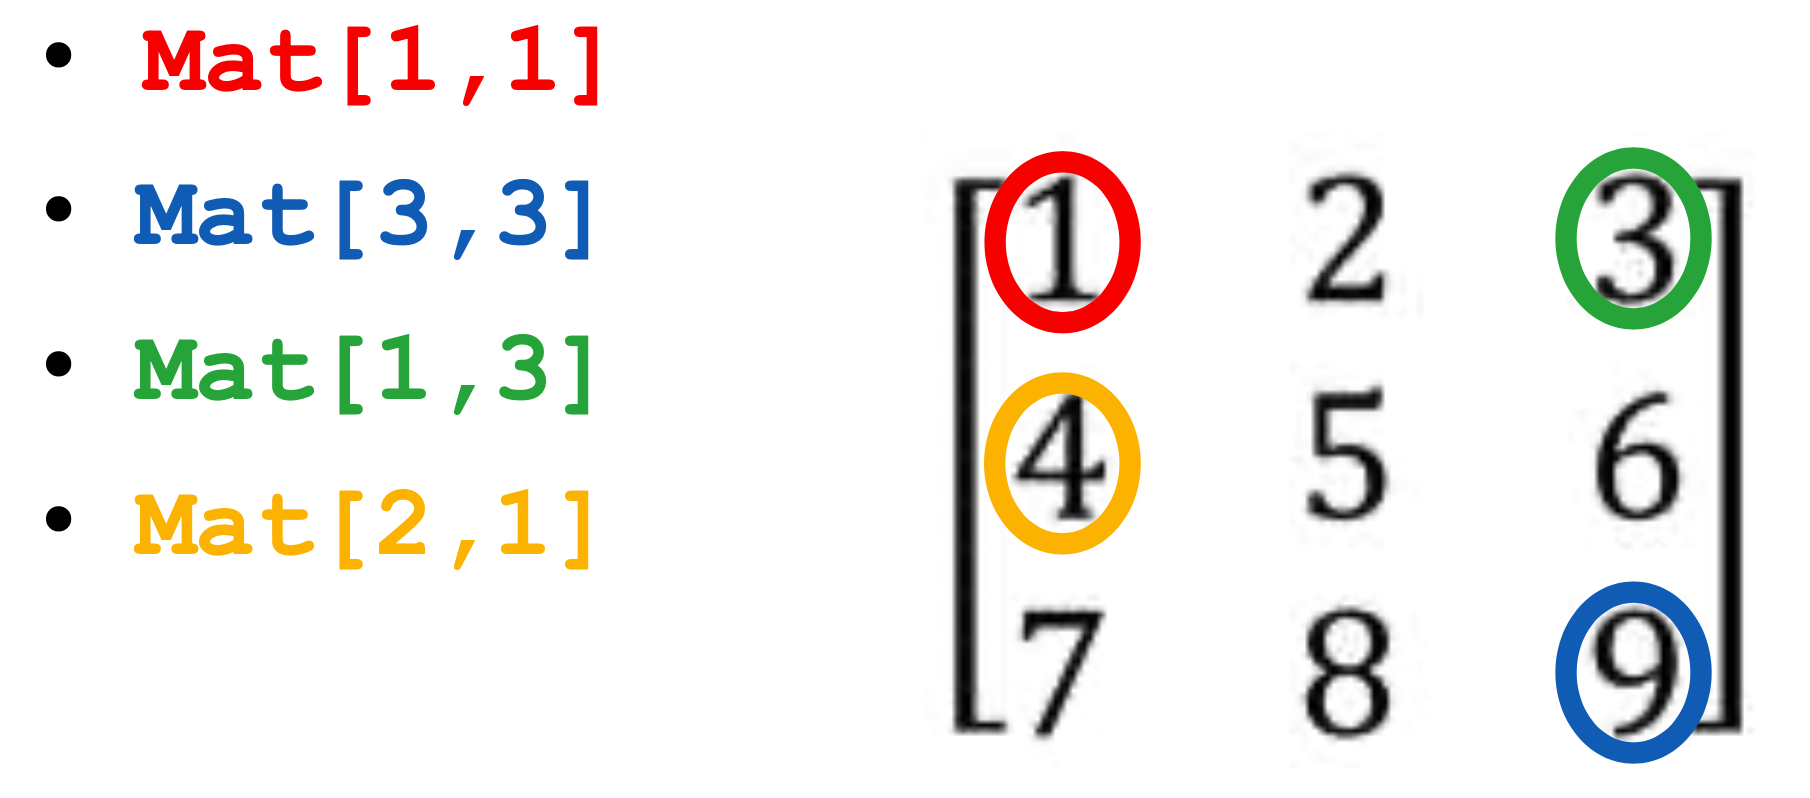 • Mat[1,1]
• Mat[3,3]
• Mat[1,3]
• Mat[2,1]
1 2 3
4 5 6
7 8 9